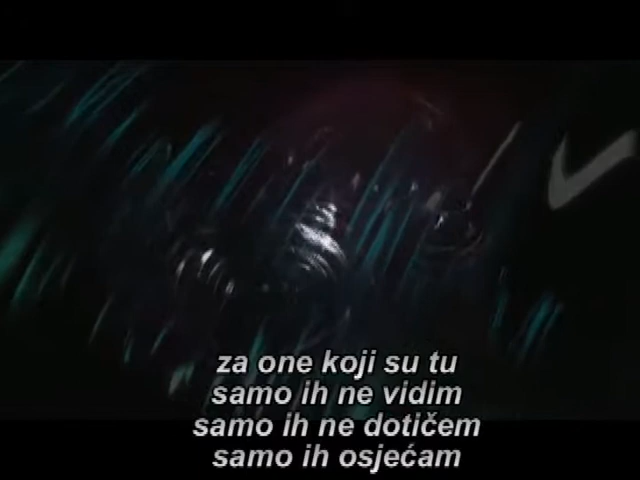 za one koji su tu
samo ih ne vidim
samo ih ne dotičem
samo ih osjećam